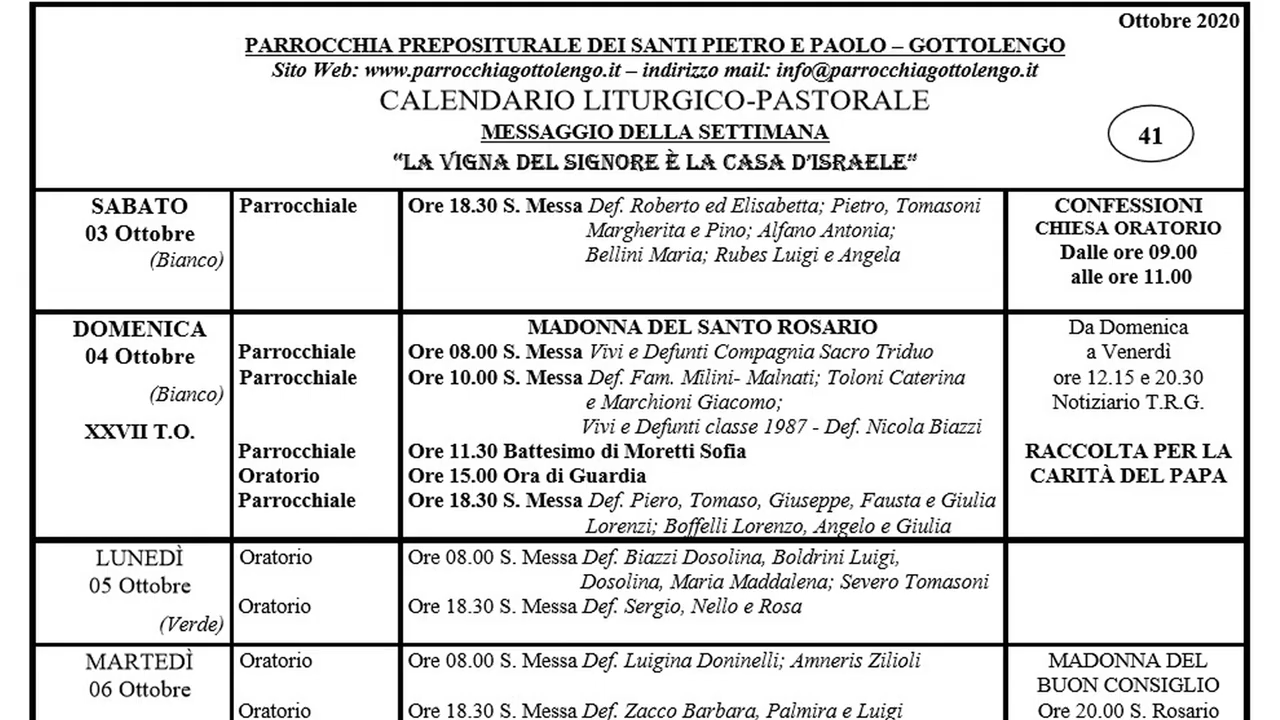 Ottobre 2020
PARROCCHIA PREPOSITURALE DEI SANTI PIETRO E PAOLO – GOTTOLENGO
Sito Web: www.parrocchiagottolengo.it – indirizzo mail: info@parrocchiagottolengo.it
CALENDARIO LITURGICO-PASTORALE
MESSAGGIO DELLA SETTIMANA
41
“LA VIGNA DEL SIGNORE È LA CASA D’ISRAELE”
SABATO
03 Ottobre
(Bianco)
Parrocchiale
Ore 18.30 S. Messa Def. Roberto ed Elisabetta; Pietro, Tomasoni
Margherita e Pino; Alfano Antonia;
Bellini Maria; Rubes Luigi e Angela
CONFESSIONI
CHIESA ORATORIO
Dalle ore 09.00
alle ore 11.00
DOMENICA
04 Ottobre
(Bianco)
XXVII T.O.
MADONNA DEL SANTO ROSARIO
Parrocchiale Ore 08.00 S. Messa Vivi e Defunti Compagnia Sacro Triduo
Parrocchiale Ore 10.00 S. Messa Def. Fam. Milini- Malnati; Toloni Caterina
e Marchioni Giacomo;
Vivi e Defunti classe 1987 - Def. Nicola Biazzi
Parrocchiale Ore 11.30 Battesimo di Moretti Sofia
Oratorio Ore 15.00 Ora di Guardia
Parrocchiale Ore 18.30 S. Messa Def. Piero, Tomaso, Giuseppe, Fausta e Giulia
Lorenzi; Boffelli Lorenzo, Angelo e Giulia
Da Domenica
a Venerdì
ore 12.15 e 20.30
Notiziario T.R.G.
RACCOLTA PER LA
CARITÀ DEL PAPA
LUNEDÌ
05 Ottobre
(Verde)
Oratorio Ore 08.00 S. Messa Def. Biazzi Dosolina, Boldrini Luigi,
Dosolina, Maria Maddalena; Severo Tomasoni
Oratorio Ore 18.30 S. Messa Def. Sergio, Nello e Rosa
MARTEDÌ
06 Ottobre
Oratorio Ore 08.00 S. Messa Def. Luigina Doninelli; Amneris Zilioli
Oratorio Ore 18.30 S. Messa Def. Zacco Barbara, Palmira e Luigi
MADONNA DEL
BUON CONSIGLIO
Ore 20.00 S. Rosario